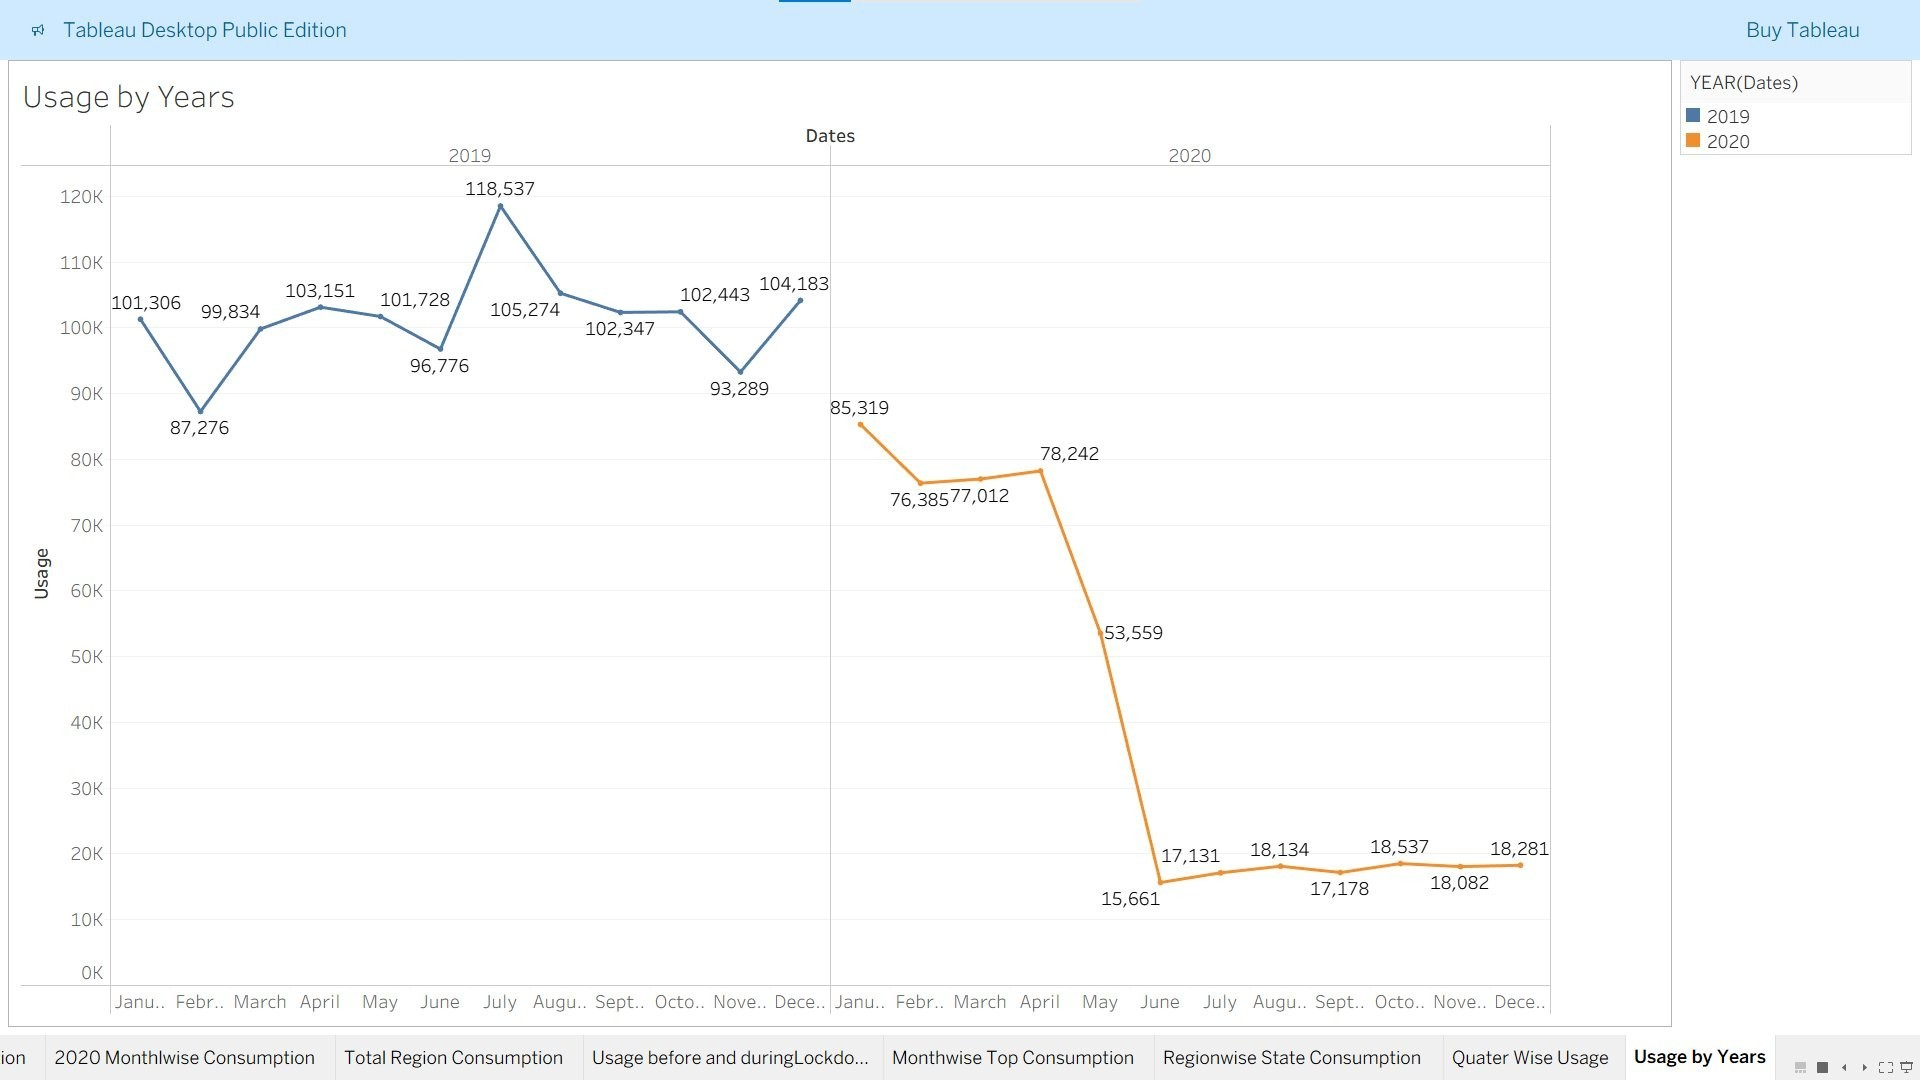 Tableau Desktop Public Edition
Buy Tableau
Usage by Years
YEAR(Dates)
2019
2020
Dates
2019 2020
120K
110K
100K
90K
80K
70K
60K
50K
40K
30K
20K
10K
0K
Usage
101,306
87,276
99,834
103,151
101,728
96,776
118,537
105,274
102,347
102,443
93,289
104,183
85,319
76,385
77,012
78,242
53,559
15,661
17,131
18,134
17,178
18,537
18,082
18,281
Janu.. Febr.. March April May June July Augu.. Sept.. Octo.. Nove.. Dece.. Janu.. Febr.. March April May June July Augu.. Sept.. Octo.. Nove.. Dece..
ion 2020 Monthlwise Consumption Total Region Consumption Usage before and duringLockdo... Monthwise Top Consumption Regionwise State Consumption Quater Wise Usage Usage by Years